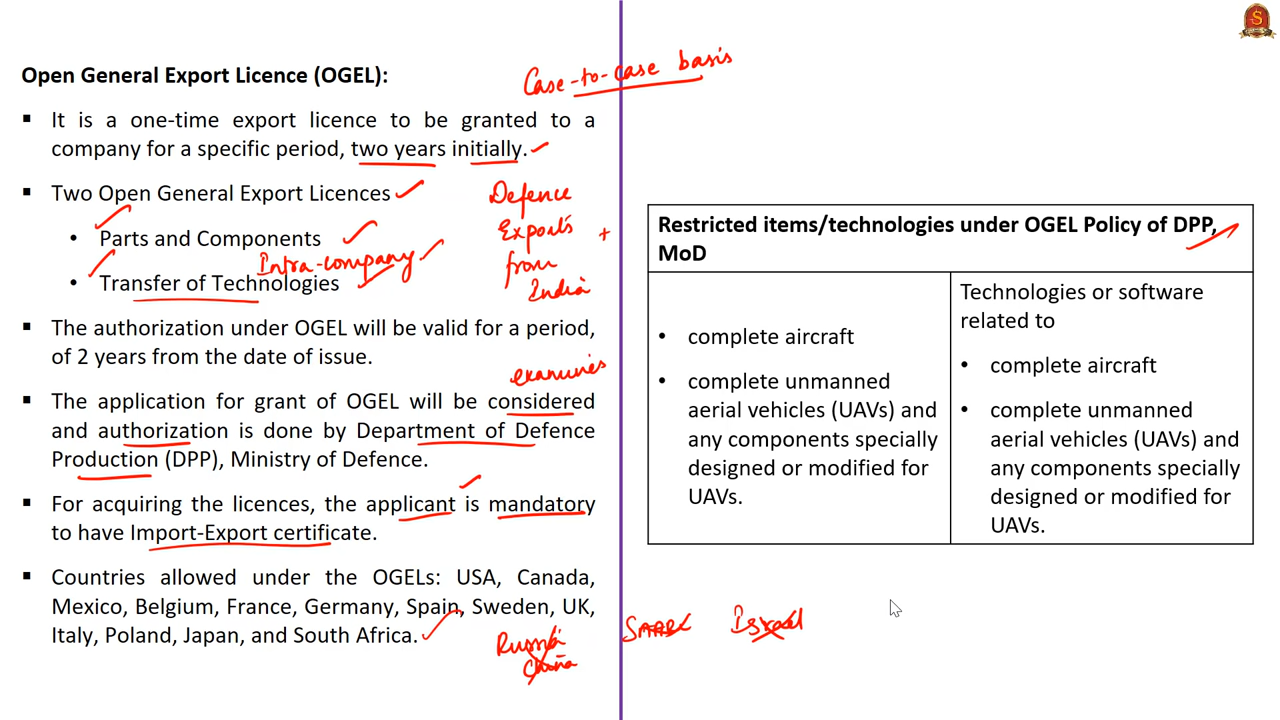 Case-to-case basis
Open General Export Licence (OGEL):
▪ It is a one-time export licence to be granted to a
company for a specific period, two years initially.
▪ Two Open General Export Licences
• Parts and Components
Intra-company
• Transfer of Technologies
Defence
Exports +
from
India
▪ The authorization under OGEL will be valid for a period,
of 2 years from the date of issue.
examines
▪ The application for grant of OGEL will be considered
and authorization is done by Department of Defence
Production (DPP), Ministry of Defence.
▪ For acquiring the licences, the applicant is mandatory
to have Import-Export certificate.
▪ Countries allowed under the OGELs: USA, Canada,
Mexico, Belgium, France, Germany, Spain, Sweden, UK,
Italy, Poland, Japan, and South Africa.
Russia
China
SAARC Israel
Restricted items/technologies under OGEL Policy of DPP,
MoD
• complete aircraft
• complete unmanned
aerial vehicles (UAVs) and
any components specially
designed or modified for
UAVs.
Technologies or software
related to
• complete aircraft
• complete unmanned
aerial vehicles (UAVs) and
any components specially
designed or modified for
UAVs.